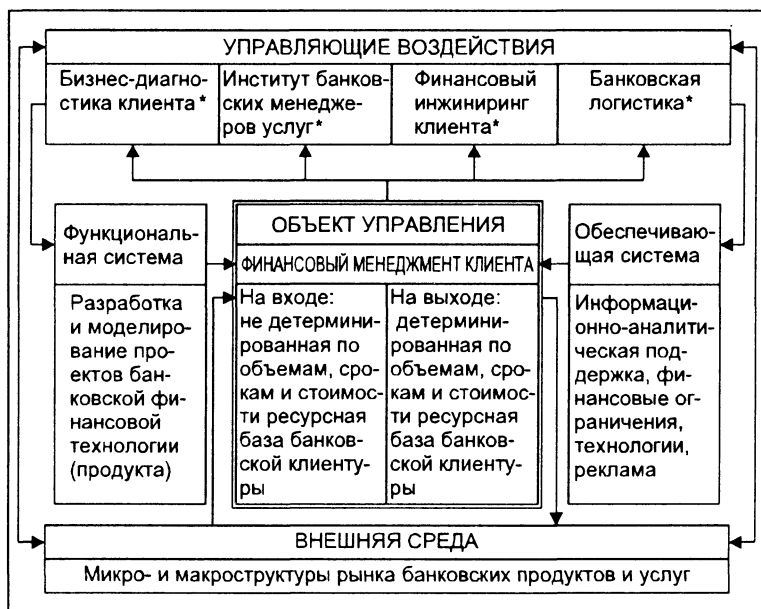 УПРАВЛЯЮЩИЕ ВОЗДЕЙСТВИЯ
Бизнес-диагно-
стика клиента*
Институт банков-
ских менедже-
ров услуг*
Финансовый
инжиниринг
клиента*
Банковская
логистика*
Функциональ-
ная система
Разработка
и моделиро-
вание про-
ектов бан-
ковской фи-
нансовой
технологии
(продукта)
ОБЪЕКТ УПРАВЛЕНИЯ
ФИНАНСОВЫЙ МЕНЕДЖМЕНТ КЛИЕНТА
На входе:
не детермини-
рованная по
объемам, сро-
кам и стоимос-
ти ресурсная
база банков-
ской клиенту-
ры
На выходе:
детермини-
рованная по
объемам, сро-
кам и стоимос-
ти ресурсная
база банков-
ской клиенту-
ры
Обеспечиваю-
щая система
Информаци-
онно-аналити-
ческая под-
держка, фи-
нансовые ог-
раничения,
технологии,
реклама
ВНЕШНЯЯ СРЕДА
Микро- и макроструктуры рынка банковских продуктов и услуг